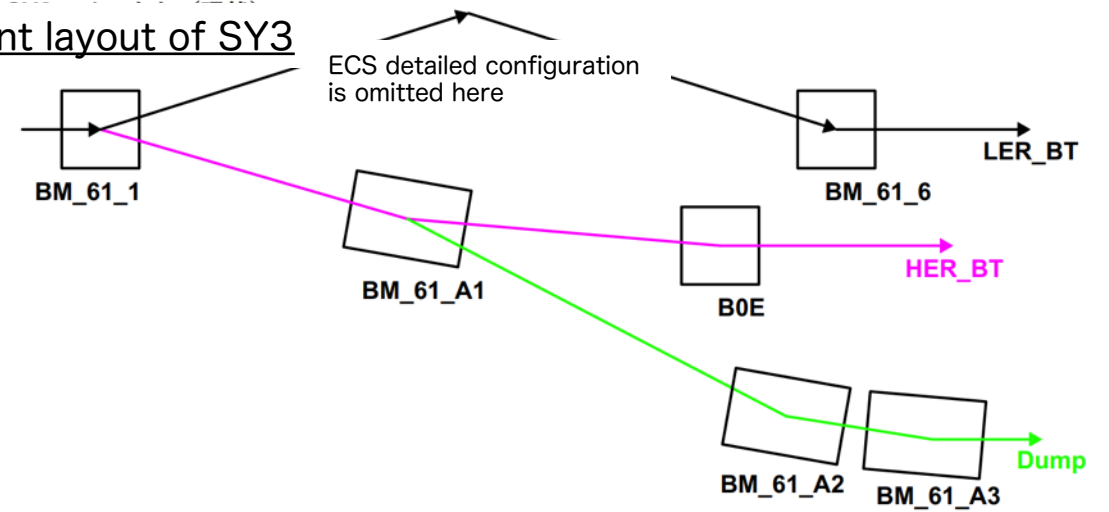 nt layout of SY3
ECS detailed configuration
is omitted here
LER_BT
BM_61_1
BM_61_6
HER_BT
BM_61_A1
B0E
Dump
BM_61_A2
BM_61_A3